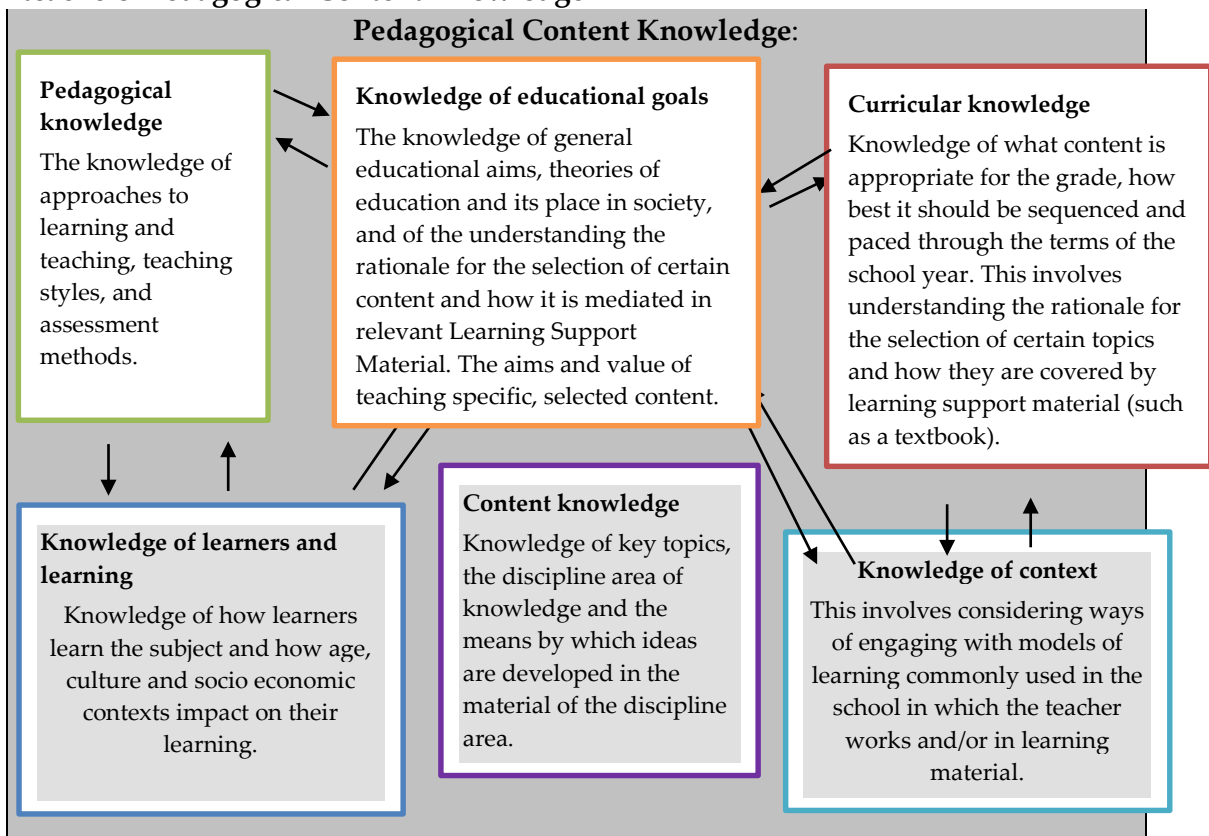 Pedagogical Content Knowledge:
Pedagogical
knowledge
The knowledge of
approaches to
learning and
teaching, teaching
styles, and
assessment
methods.
Knowledge of educational goals
The knowledge of general
educational aims, theories of
education and its place in society,
and of the understanding the
rationale for the selection of certain
content and how it is mediated in
relevant Learning Support
Material. The aims and value of
teaching specific, selected content.
Curricular knowledge
Knowledge of what content is
appropriate for the grade, how
best it should be sequenced and
paced through the terms of the
school year. This involves
understanding the rationale for
the selection of certain topics
and how they are covered by
learning support material (such
as a textbook).
Knowledge of learners and
learning
Knowledge of how learners
learn the subject and how age,
culture and socio economic
contexts impact on their
learning.
Content knowledge
Knowledge of key topics,
the discipline area of
knowledge and the
means by which ideas
are developed in the
material of the discipline
area.
Knowledge of context
This involves considering ways
of engaging with models of
learning commonly used in the
school in which the teacher
works and/or in learning
material.